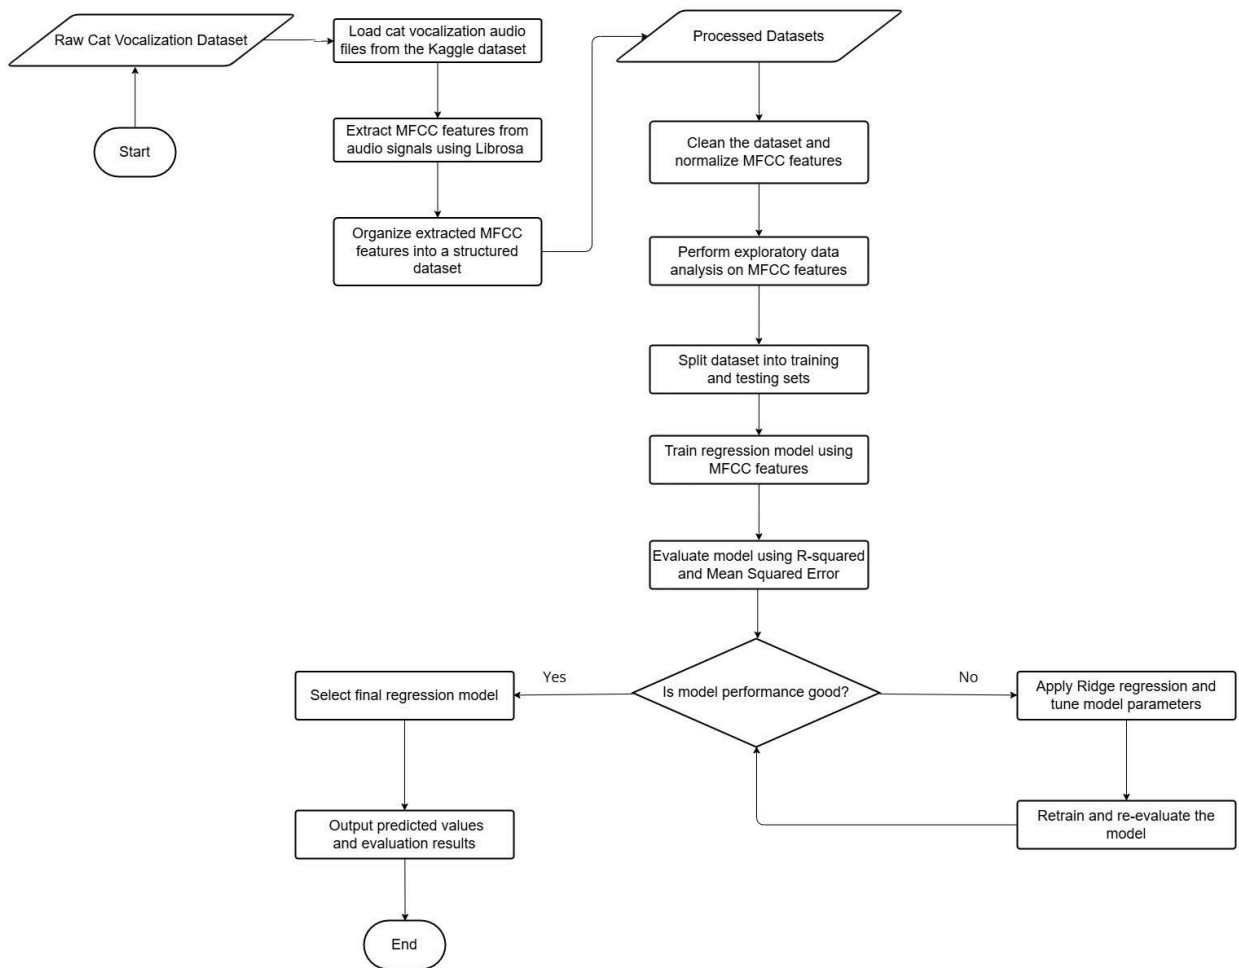 Raw Cat Vocalization Dataset
Start
Load cat vocalization audio
files from the Kaggle dataset
Extract MFCC features from
audio signals using Librosa
Organize extracted MFCC
features into a structured
dataset
Processed Datasets
Clean the dataset and
normalize MFCC features
Perform exploratory data
analysis on MFCC features
Split dataset into training
and testing sets
Train regression model using
MFCC features
Evaluate model using R-squared
and Mean Squared Error
Is model performance good?
Yes
No
Select final regression model
Output predicted values
and evaluation results
End
Apply Ridge regression and
tune model parameters
Retrain and re-evaluate the
model